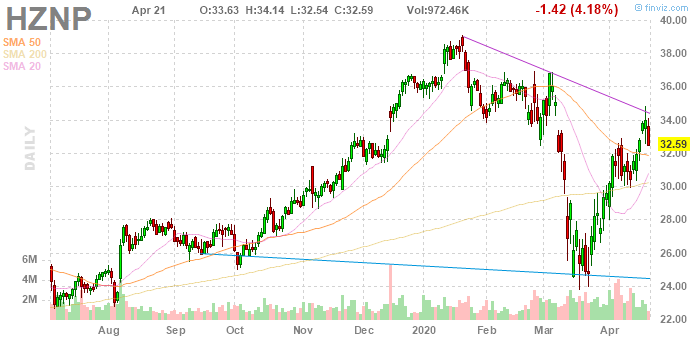 HZNP Apr 21 O:33.63 H:34.14 L:32.54 C:32.59 Vol:972.46K -1.42 (4.18%) © finviz.com
SMA 50
SMA 200
SMA 20
DAILY
40.00
38.00
36.00
34.00
32.59
30.00
28.00
26.00
24.00
22.00
6M
4M
2M
Aug Sep Oct Nov Dec 2020 Feb Mar Apr